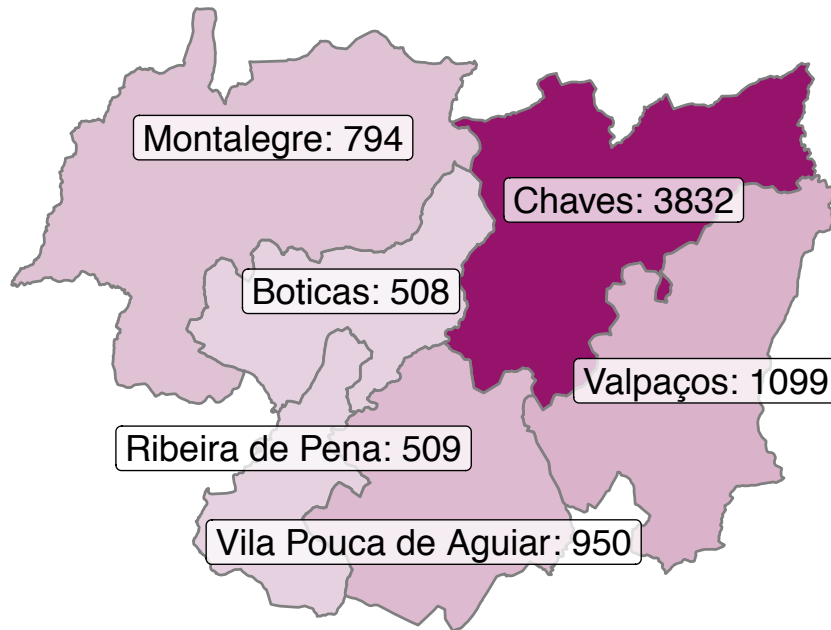 Montalegre: 794
Chaves: 3832
Boticas: 508
Valpaços: 1099
Ribeira de Pena: 509
Vila Pouca de Aguiar: 950